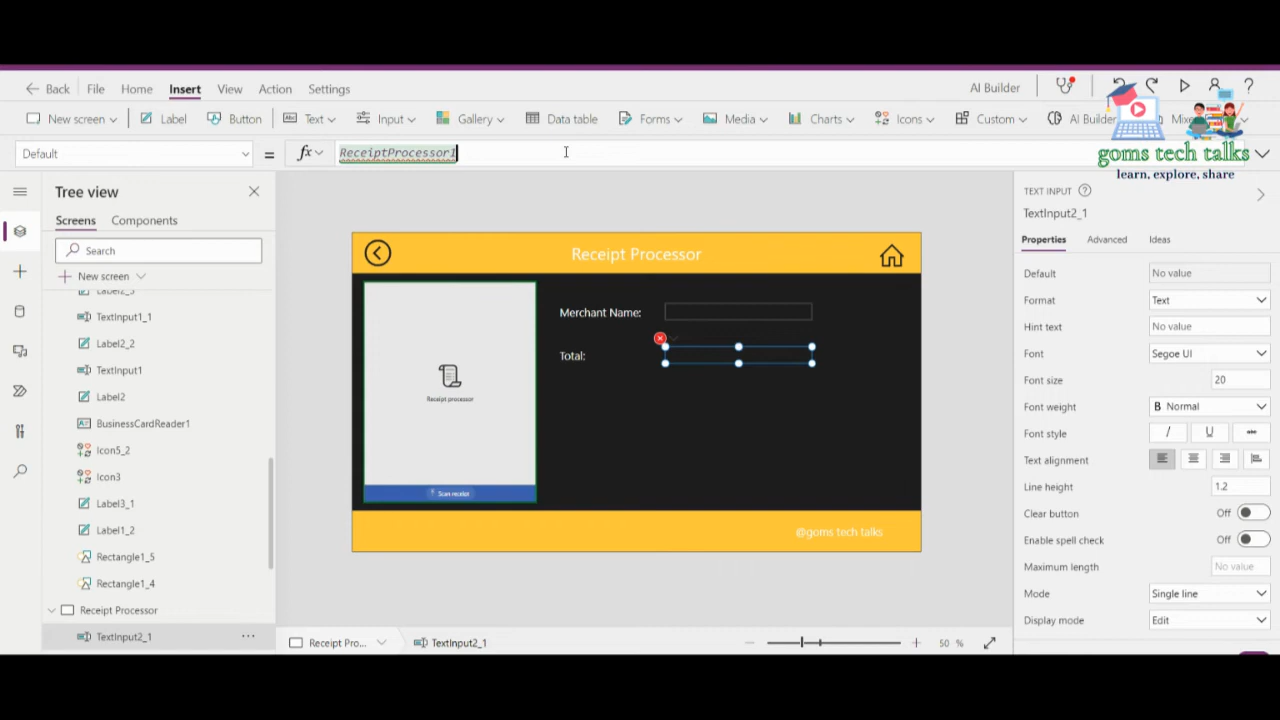 Back File Home Insert View Action Settings AI Builder
New screen Label Button Text Input Gallery Data table Forms Media Charts Icons Custom AI Builder
goms tech talks
learn, explore, share
Default = fx ReceiptProcessor1
Tree view
Screens Components
Search
New screen
Label2_3
TextInput1_1
Label2_2
TextInput1
Label2
BusinessCardReader1
Icon5_2
Icon3
Label3_1
Label1_2
Rectangle1_5
Rectangle1_4
Receipt Processor
TextInput2_1
Receipt Processor
Merchant Name:
Total:
Receipt processor
Scan receipt
@goms tech talks
Receipt Pro... TextInput2_1 50 %
TEXT INPUT
TextInput2_1
Properties Advanced Ideas
Default No value
Format Text
Hint text No value
Font Segoe UI
Font size 20
Font weight B Normal
Font style / U abc
Text alignment
Line height 1.2
Clear button Off
Enable spell check Off
Maximum length No value
Mode Single line
Display mode Edit